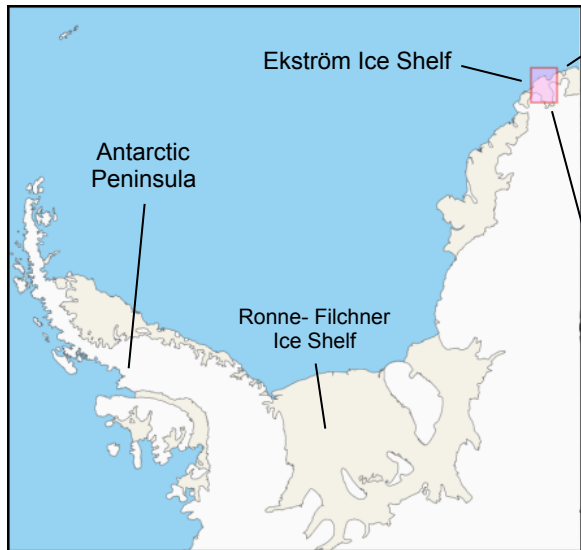 Ekström Ice Shelf
Antarctic
Peninsula
Ronne- Filchner
Ice Shelf